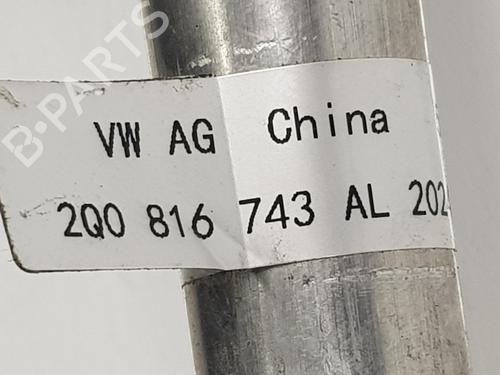 B-PARTS
VW AG China
2Q0 816 743 AL 202